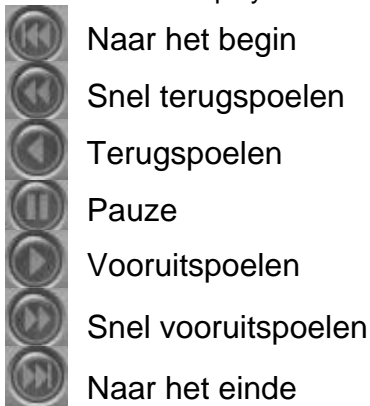 Naar het begin
Snel terugspoelen
Terugspoelen
Pauze
Vooruitspoelen
Snel vooruitspoelen
Naar het einde